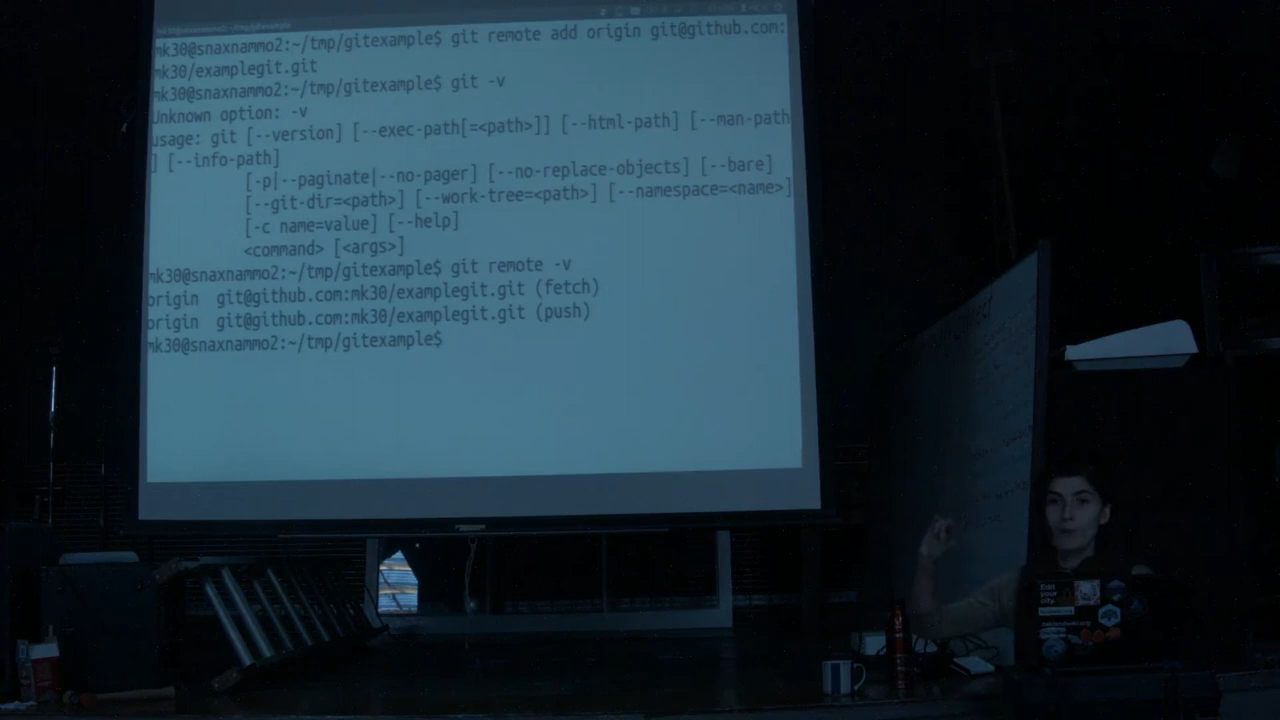 mk30@snaxnammo2:~/tmp/gitexample$ git remote add origin git@github.com:
mk30/examplegit.git
mk30@snaxnammo2:~/tmp/gitexample$ git -v
Unknown option: -v
usage: git [--version] [--exec-path[=<path>]] [--html-path] [--man-path
] [--info-path]
[-p|--paginate|--no-pager] [--no-replace-objects] [--bare]
[--git-dir=<path>] [--work-tree=<path>] [--namespace=<name>]
[-c name=value] [--help]
<command> [<args>]
mk30@snaxnammo2:~/tmp/gitexample$ git remote -v
origin  git@github.com:mk30/examplegit.git (fetch)
origin  git@github.com:mk30/examplegit.git (push)
mk30@snaxnammo2:~/tmp/gitexample$
Edit
your
city.